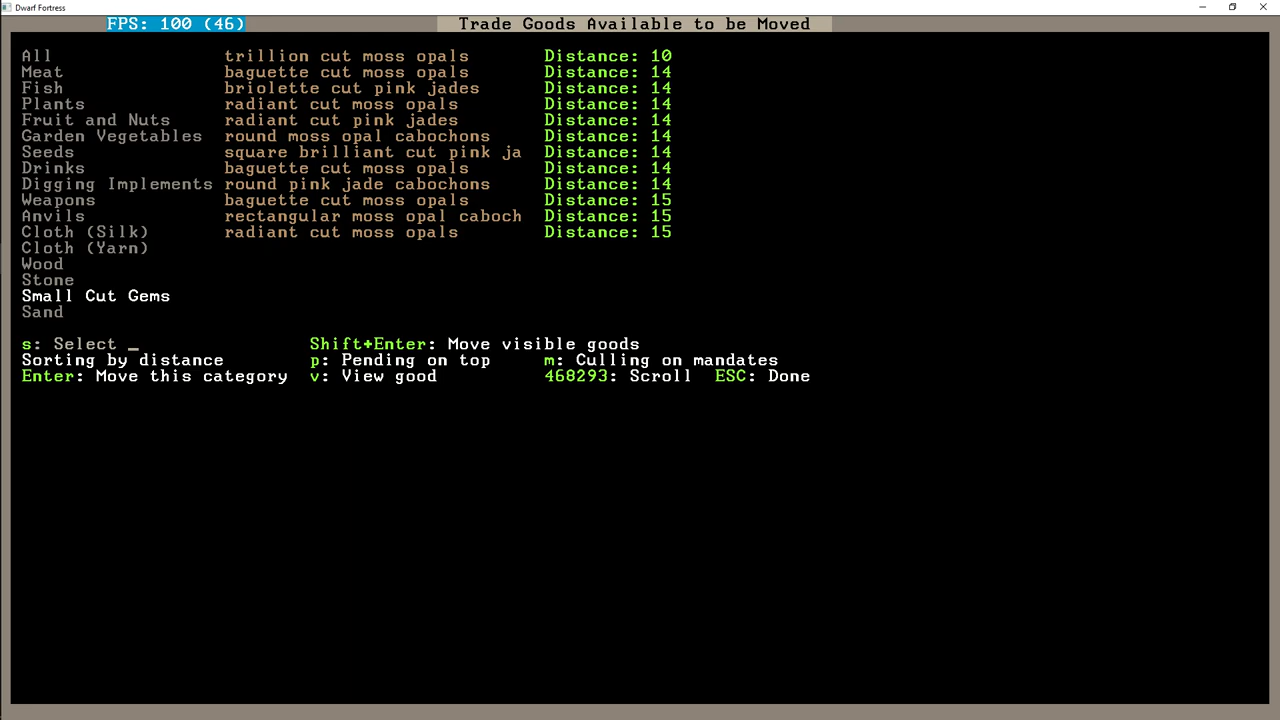 Dwarf Fortress
FPS: 100 (46) Trade Goods Available to be Moved
All trillion cut moss opals Distance: 10
Meat baguette cut moss opals Distance: 14
Fish briolette cut pink jades Distance: 14
Plants radiant cut moss opals Distance: 14
Fruit and Nuts radiant cut pink jades Distance: 14
Garden Vegetables round moss opal cabochons Distance: 14
Seeds square brilliant cut pink ja Distance: 14
Drinks baguette cut moss opals Distance: 14
Digging Implements round pink jade cabochons Distance: 14
Weapons baguette cut moss opals Distance: 15
Anvils rectangular moss opal caboch Distance: 15
Cloth (Silk) radiant cut moss opals Distance: 15
Cloth (Yarn)
Wood
Stone
Small Cut Gems
Sand
s: Select _ Shift+Enter: Move visible goods
Sorting by distance p: Pending on top m: Culling on mandates
Enter: Move this category v: View good 468293: Scroll ESC: Done